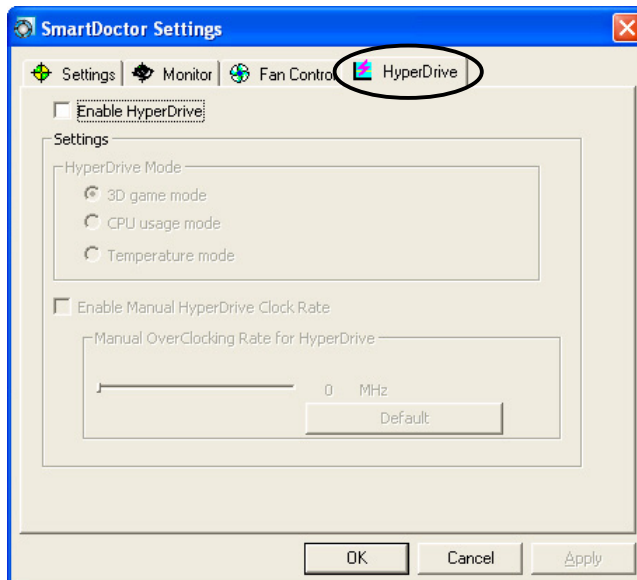 SmartDoctor Settings
Settings Monitor Fan Control HyperDrive
Enable HyperDrive
Settings
HyperDrive Mode
3D game mode
CPU usage mode
Temperature mode
Enable Manual HyperDrive Clock Rate
Manual OverClocking Rate for HyperDrive
0 MHz
Default
OK Cancel Apply